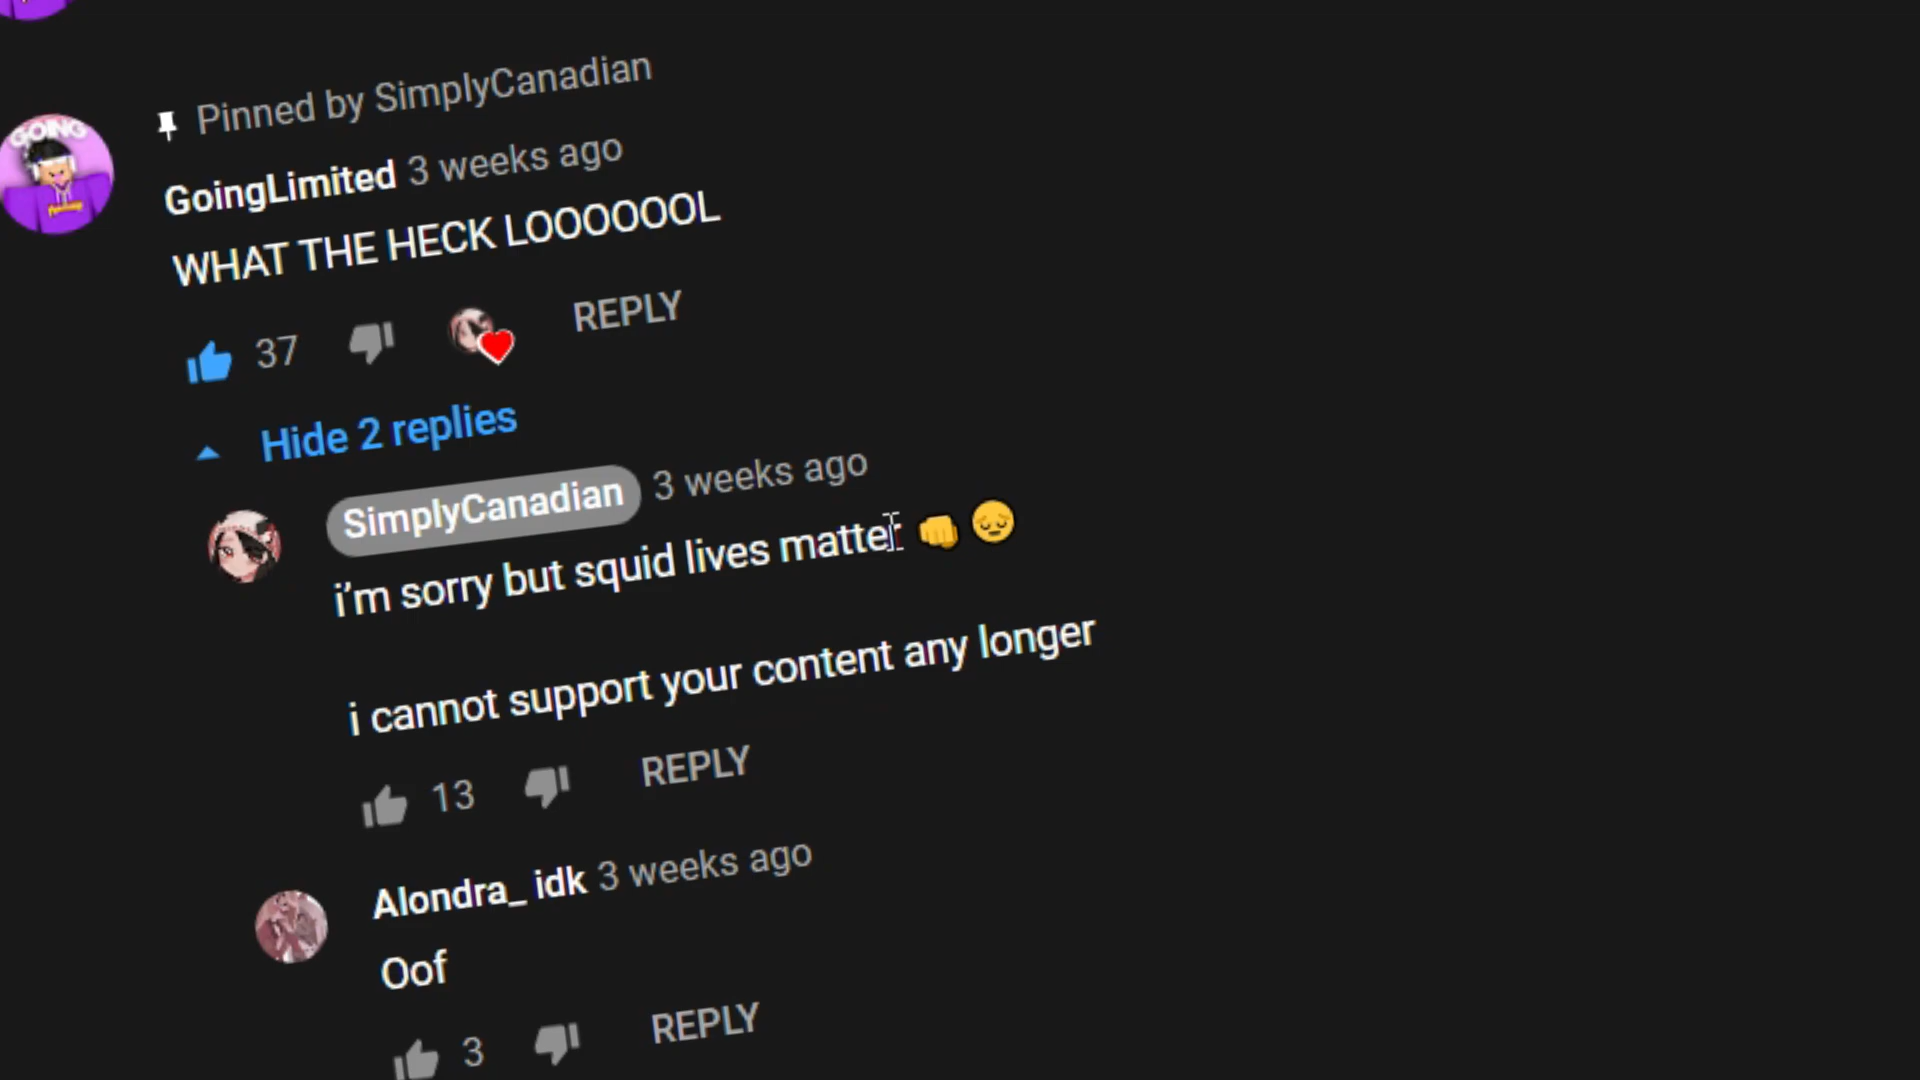 Pinned by SimplyCanadian
GOING
GoingLimited 3 weeks ago
WHAT THE HECK LOOOOOOL
37 REPLY
Hide 2 replies
SimplyCanadian 3 weeks ago
i'm sorry but squid lives matter 👊😔
i cannot support your content any longer
13 REPLY
Alondra_ idk 3 weeks ago
Oof
3 REPLY